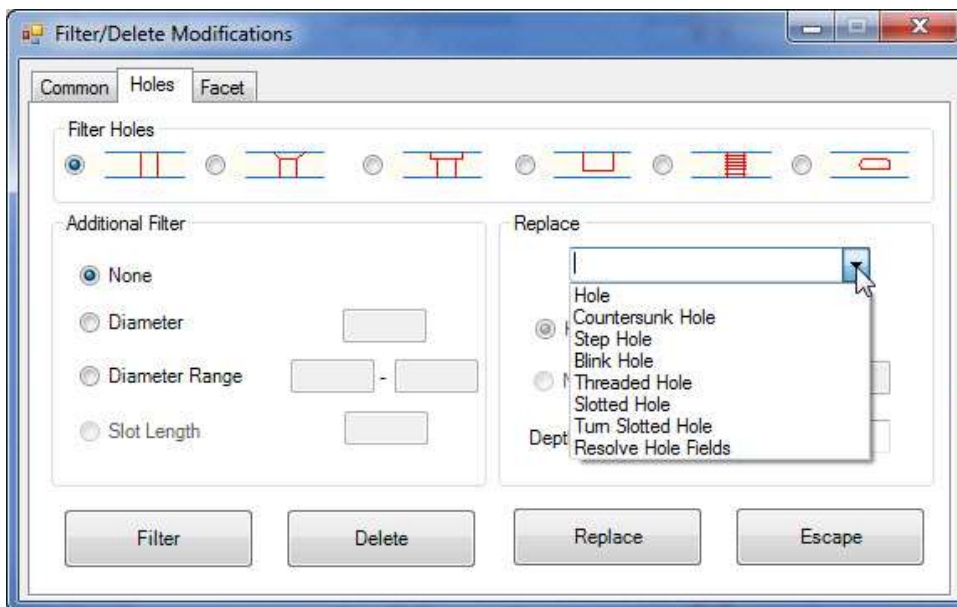 Filter/Delete Modifications
Common Holes Facet
Filter Holes
Additional Filter
None
Diameter
Diameter Range -
Slot Length
Replace
Hole
Countersunk Hole
Step Hole
Blink Hole
Threaded Hole
Slotted Hole
Turn Slotted Hole
Resolve Hole Fields
Filter Delete Replace Escape